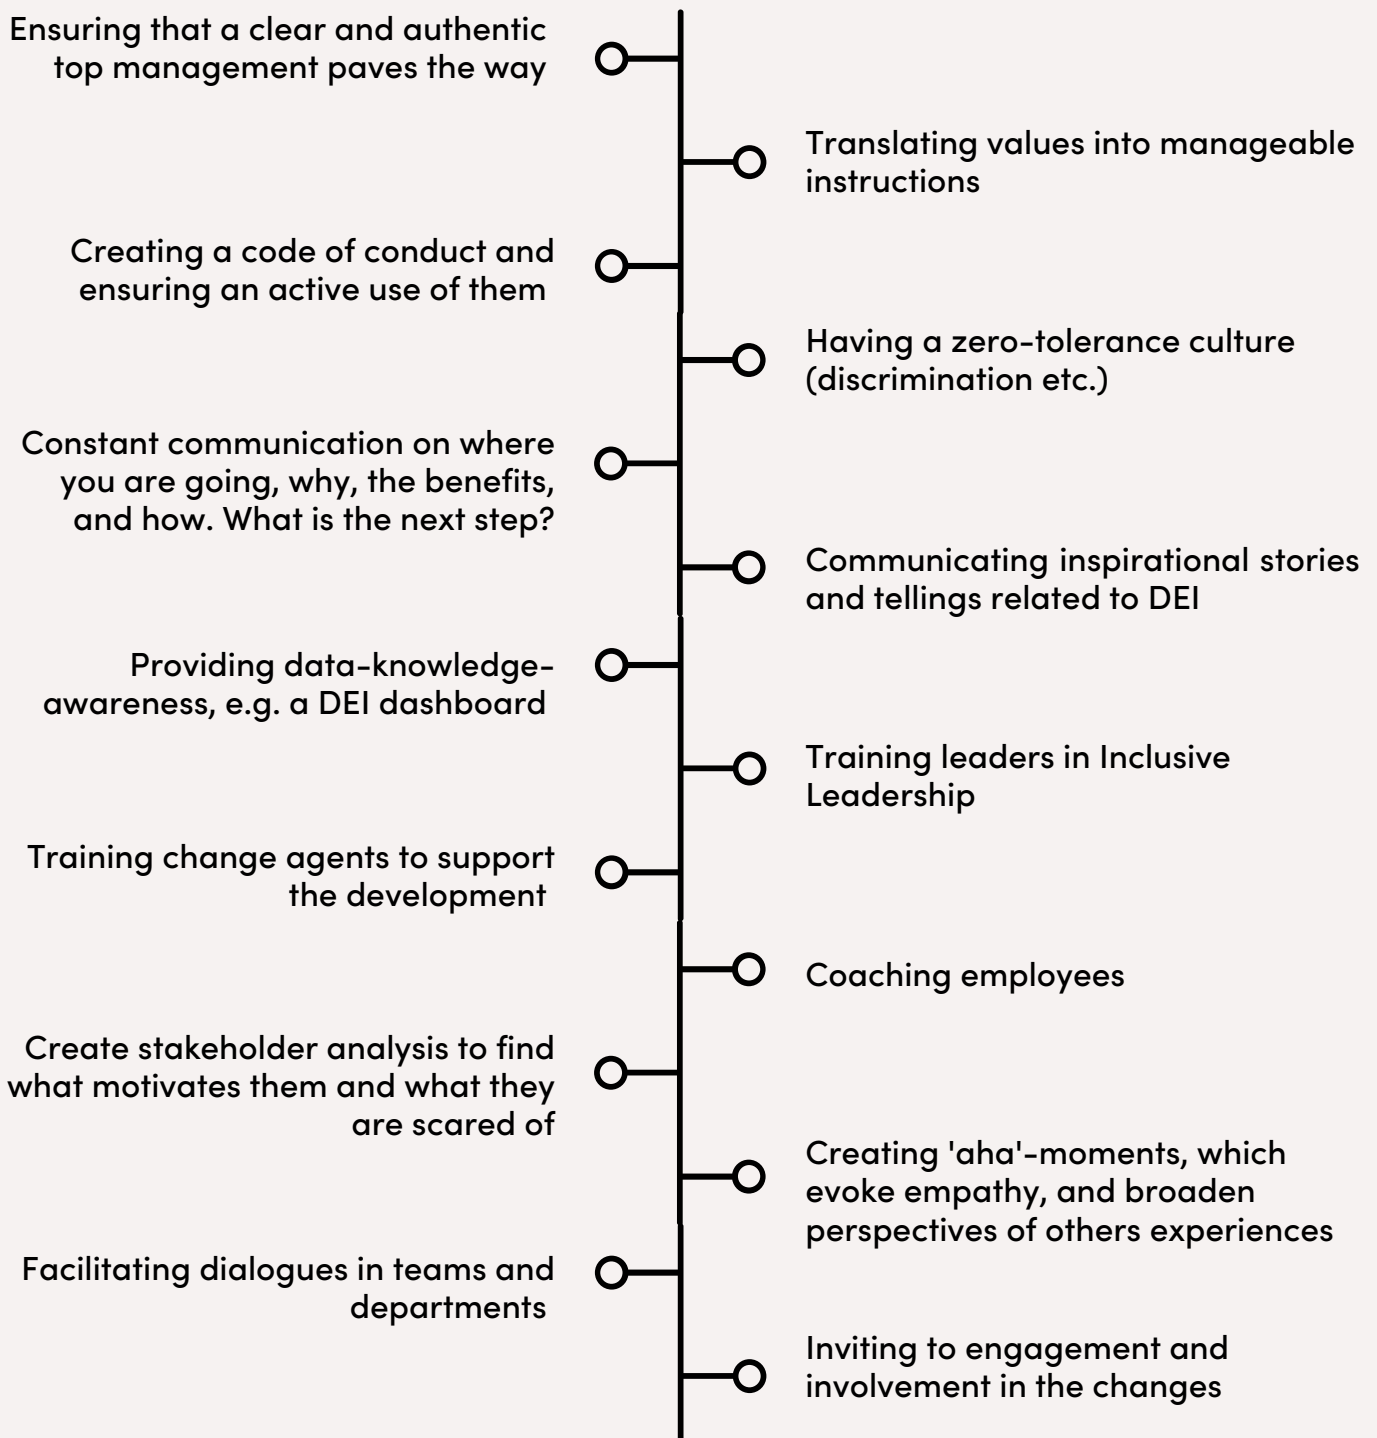 Ensuring that a clear and authentic
top management paves the way
Translating values into manageable
instructions
Creating a code of conduct and
ensuring an active use of them
Having a zero-tolerance culture
(discrimination etc.)
Constant communication on where
you are going, why, the benefits,
and how. What is the next step?
Communicating inspirational stories
and tellings related to DEI
Providing data-knowledge-
awareness, e.g. a DEI dashboard
Training leaders in Inclusive
Leadership
Training change agents to support
the development
Coaching employees
Create stakeholder analysis to find
what motivates them and what they
are scared of
Creating 'aha'-moments, which
evoke empathy, and broaden
perspectives of others experiences
Facilitating dialogues in teams and
departments
Inviting to engagement and
involvement in the changes